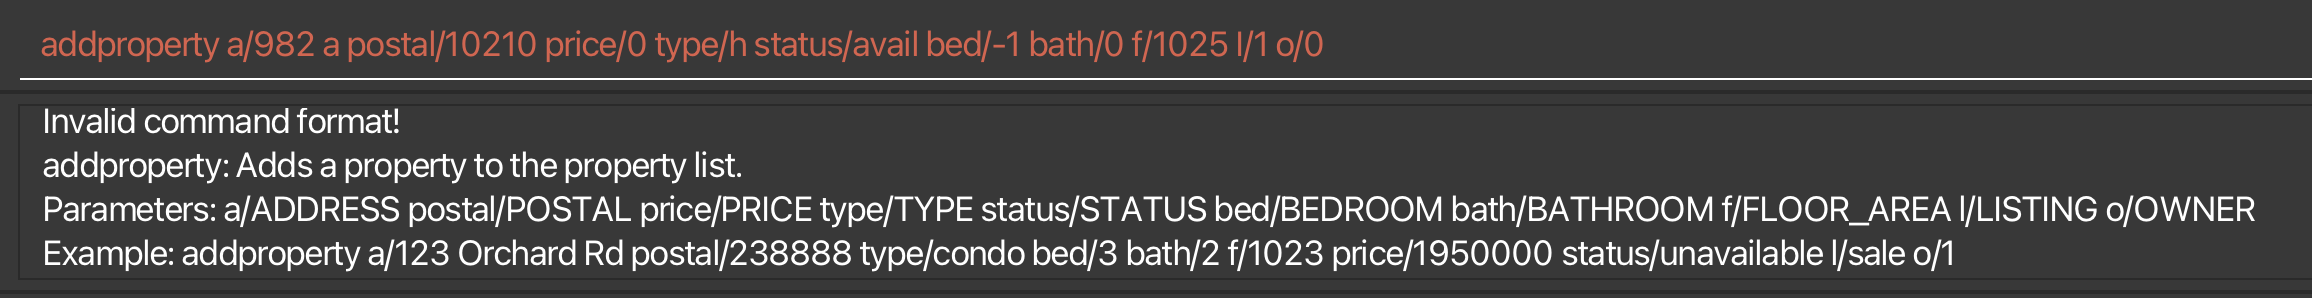 addproperty a/982 a postal/10210 price/0 type/h status/avail bed/-1 bath/0 f/1025 l/1 o/0
Invalid command format!
addproperty: Adds a property to the property list.
Parameters: a/ADDRESS postal/POSTAL price/PRICE type/TYPE status/STATUS bed/BEDROOM bath/BATHROOM f/FLOOR_AREA l/LISTING o/OWNER
Example: addproperty a/123 Orchard Rd postal/238888 type/condo bed/3 bath/2 f/1023 price/1950000 status/unavailable l/sale o/1